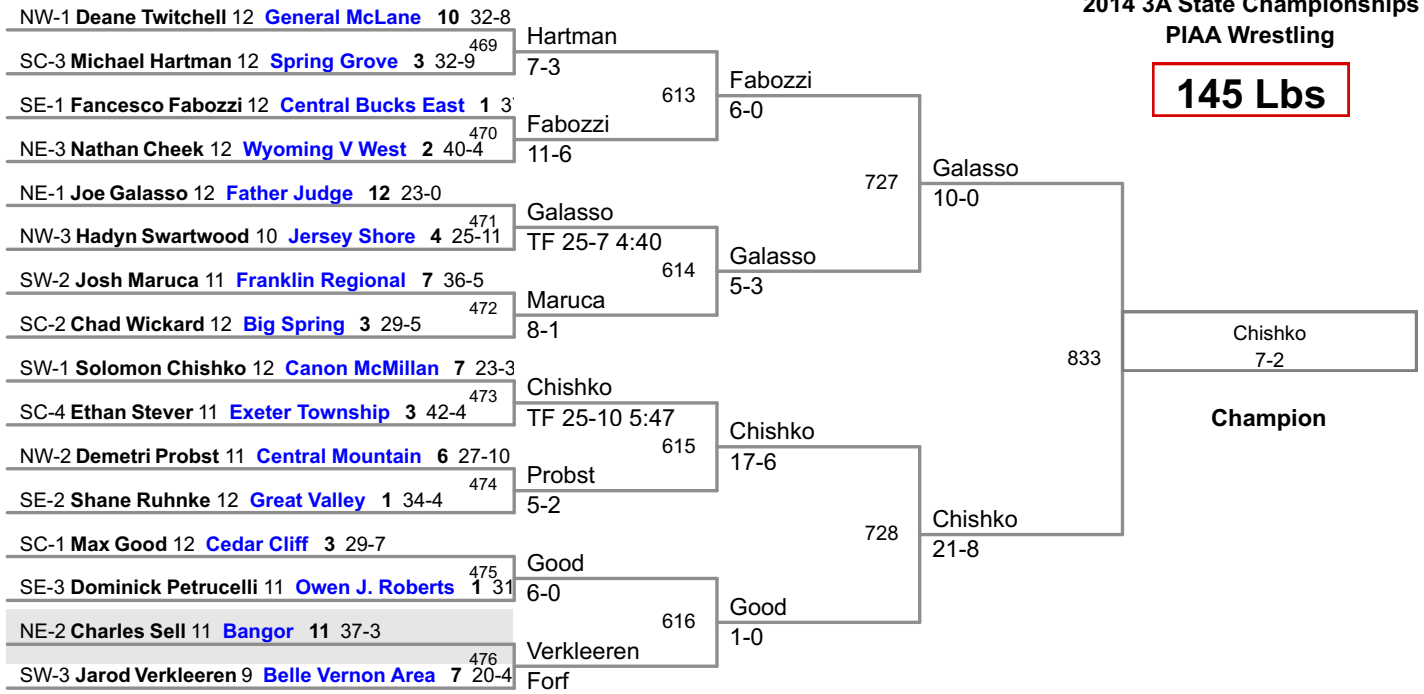 2014 3A State Championships
PIAA Wrestling
145 Lbs
NW-1 Deane Twitchell 12 General McLane 10 32-8
469
SC-3 Michael Hartman 12 Spring Grove 3 32-9
Hartman
7-3
SE-1 Fancesco Fabozzi 12 Central Bucks East 1
470
NE-3 Nathan Cheek 12 Wyoming V West 2 40-4
Fabozzi
11-6
613
Fabozzi
6-0
NE-1 Joe Galasso 12 Father Judge 12 23-0
471
NW-3 Hadyn Swartwood 10 Jersey Shore 4 25-11
Galasso
TF 25-7 4:40
SW-2 Josh Maruca 11 Franklin Regional 7 36-5
472
SC-2 Chad Wickard 12 Big Spring 3 29-5
Maruca
8-1
614
Galasso
5-3
727
Galasso
10-0
SW-1 Solomon Chishko 12 Canon McMillan 7 23-3
473
SC-4 Ethan Stever 11 Exeter Township 3 42-4
Chishko
TF 25-10 5:47
NW-2 Demetri Probst 11 Central Mountain 6 27-10
474
SE-2 Shane Ruhnke 12 Great Valley 1 34-4
Probst
5-2
615
Chishko
17-6
SC-1 Max Good 12 Cedar Cliff 3 29-7
475
SE-3 Dominick Petrucelli 11 Owen J. Roberts 1 31
Good
6-0
NE-2 Charles Sell 11 Bangor 11 37-3
476
SW-3 Jarod Verkleeren 9 Belle Vernon Area 7 20-4
Verkleeren
Forf
616
Good
1-0
728
Chishko
21-8
833
Chishko
7-2
Champion